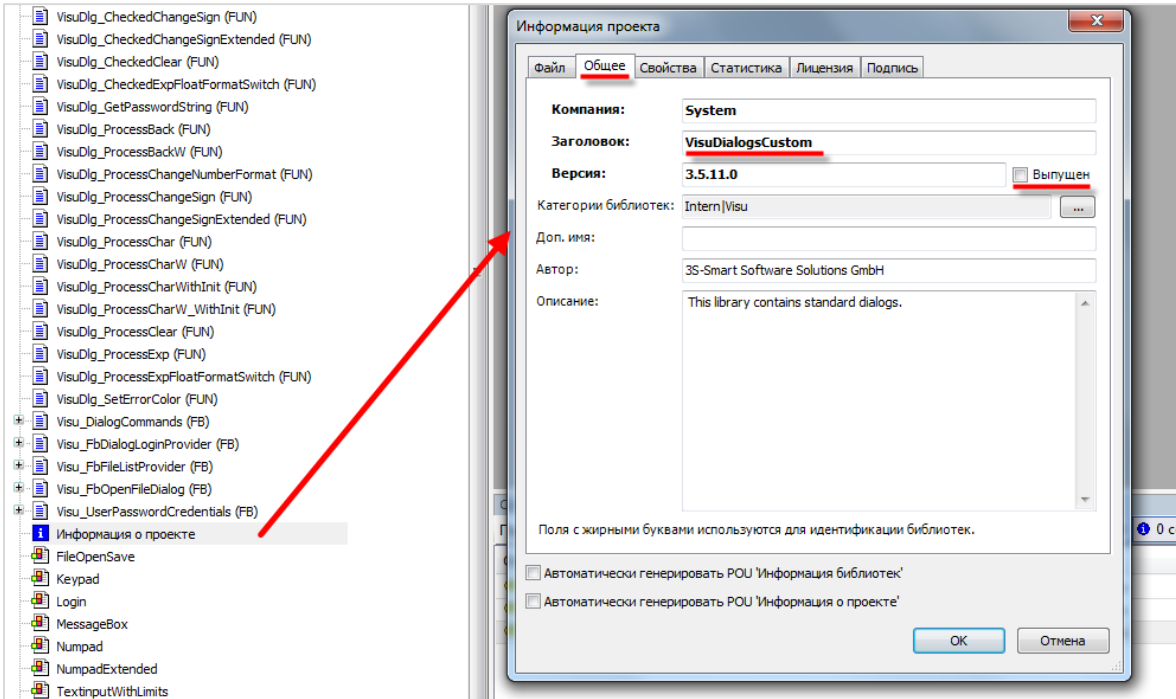 VisuDlg_CheckedChangeSign (FUN)
VisuDlg_CheckedChangeSignExtended (FUN)
VisuDlg_CheckedClear (FUN)
VisuDlg_CheckedExpFloatFormatSwitch (FUN)
VisuDlg_GetPasswordString (FUN)
VisuDlg_ProcessBack (FUN)
VisuDlg_ProcessBackW (FUN)
VisuDlg_ProcessChangeNumberFormat (FUN)
VisuDlg_ProcessChangeSign (FUN)
VisuDlg_ProcessChangeSignExtended (FUN)
VisuDlg_ProcessChar (FUN)
VisuDlg_ProcessCharW (FUN)
VisuDlg_ProcessCharWithInit (FUN)
VisuDlg_ProcessCharW_WithInit (FUN)
VisuDlg_ProcessClear (FUN)
VisuDlg_ProcessExp (FUN)
VisuDlg_ProcessExpFloatFormatSwitch (FUN)
VisuDlg_SetErrorColor (FUN)
Visu_DialogCommands (FB)
Visu_FbDialogLoginProvider (FB)
Visu_FbFileListProvider (FB)
Visu_FbOpenFileDialog (FB)
Visu_UserPasswordCredentials (FB)
Информация о проекте
FileOpenSave
Keypad
Login
MessageBox
Numpad
NumpadExtended
TextinputWithLimits
Информация проекта
Файл Общее Свойства Статистика Лицензия Подпись
Компания: System
Заголовок: VisuDialogsCustom
Версия: 3.5.11.0 Выпущен
Категории библиотек: Intern|Visu ...
Доп. имя:
Автор: 3S-Smart Software Solutions GmbH
Описание: This library contains standard dialogs.
Поля с жирными буквами используются для идентификации библиотек.
Автоматически генерировать POU 'Информация библиотек'
Автоматически генерировать POU 'Информация о проекте'
OK Отмена
0 с